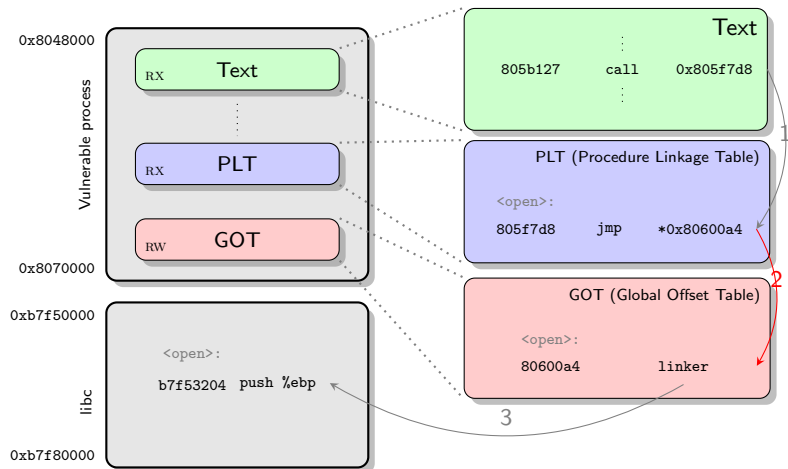 0x8048000
Vulnerable process
RX Text
RX PLT
RW GOT
0x8070000
Text
805b127 call 0x805f7d8
1
PLT (Procedure Linkage Table)
<open>:
805f7d8 jmp *0x80600a4
2
GOT (Global Offset Table)
<open>:
80600a4 linker
3
0xb7f50000
libc
<open>:
b7f53204 push %ebp
0xb7f80000